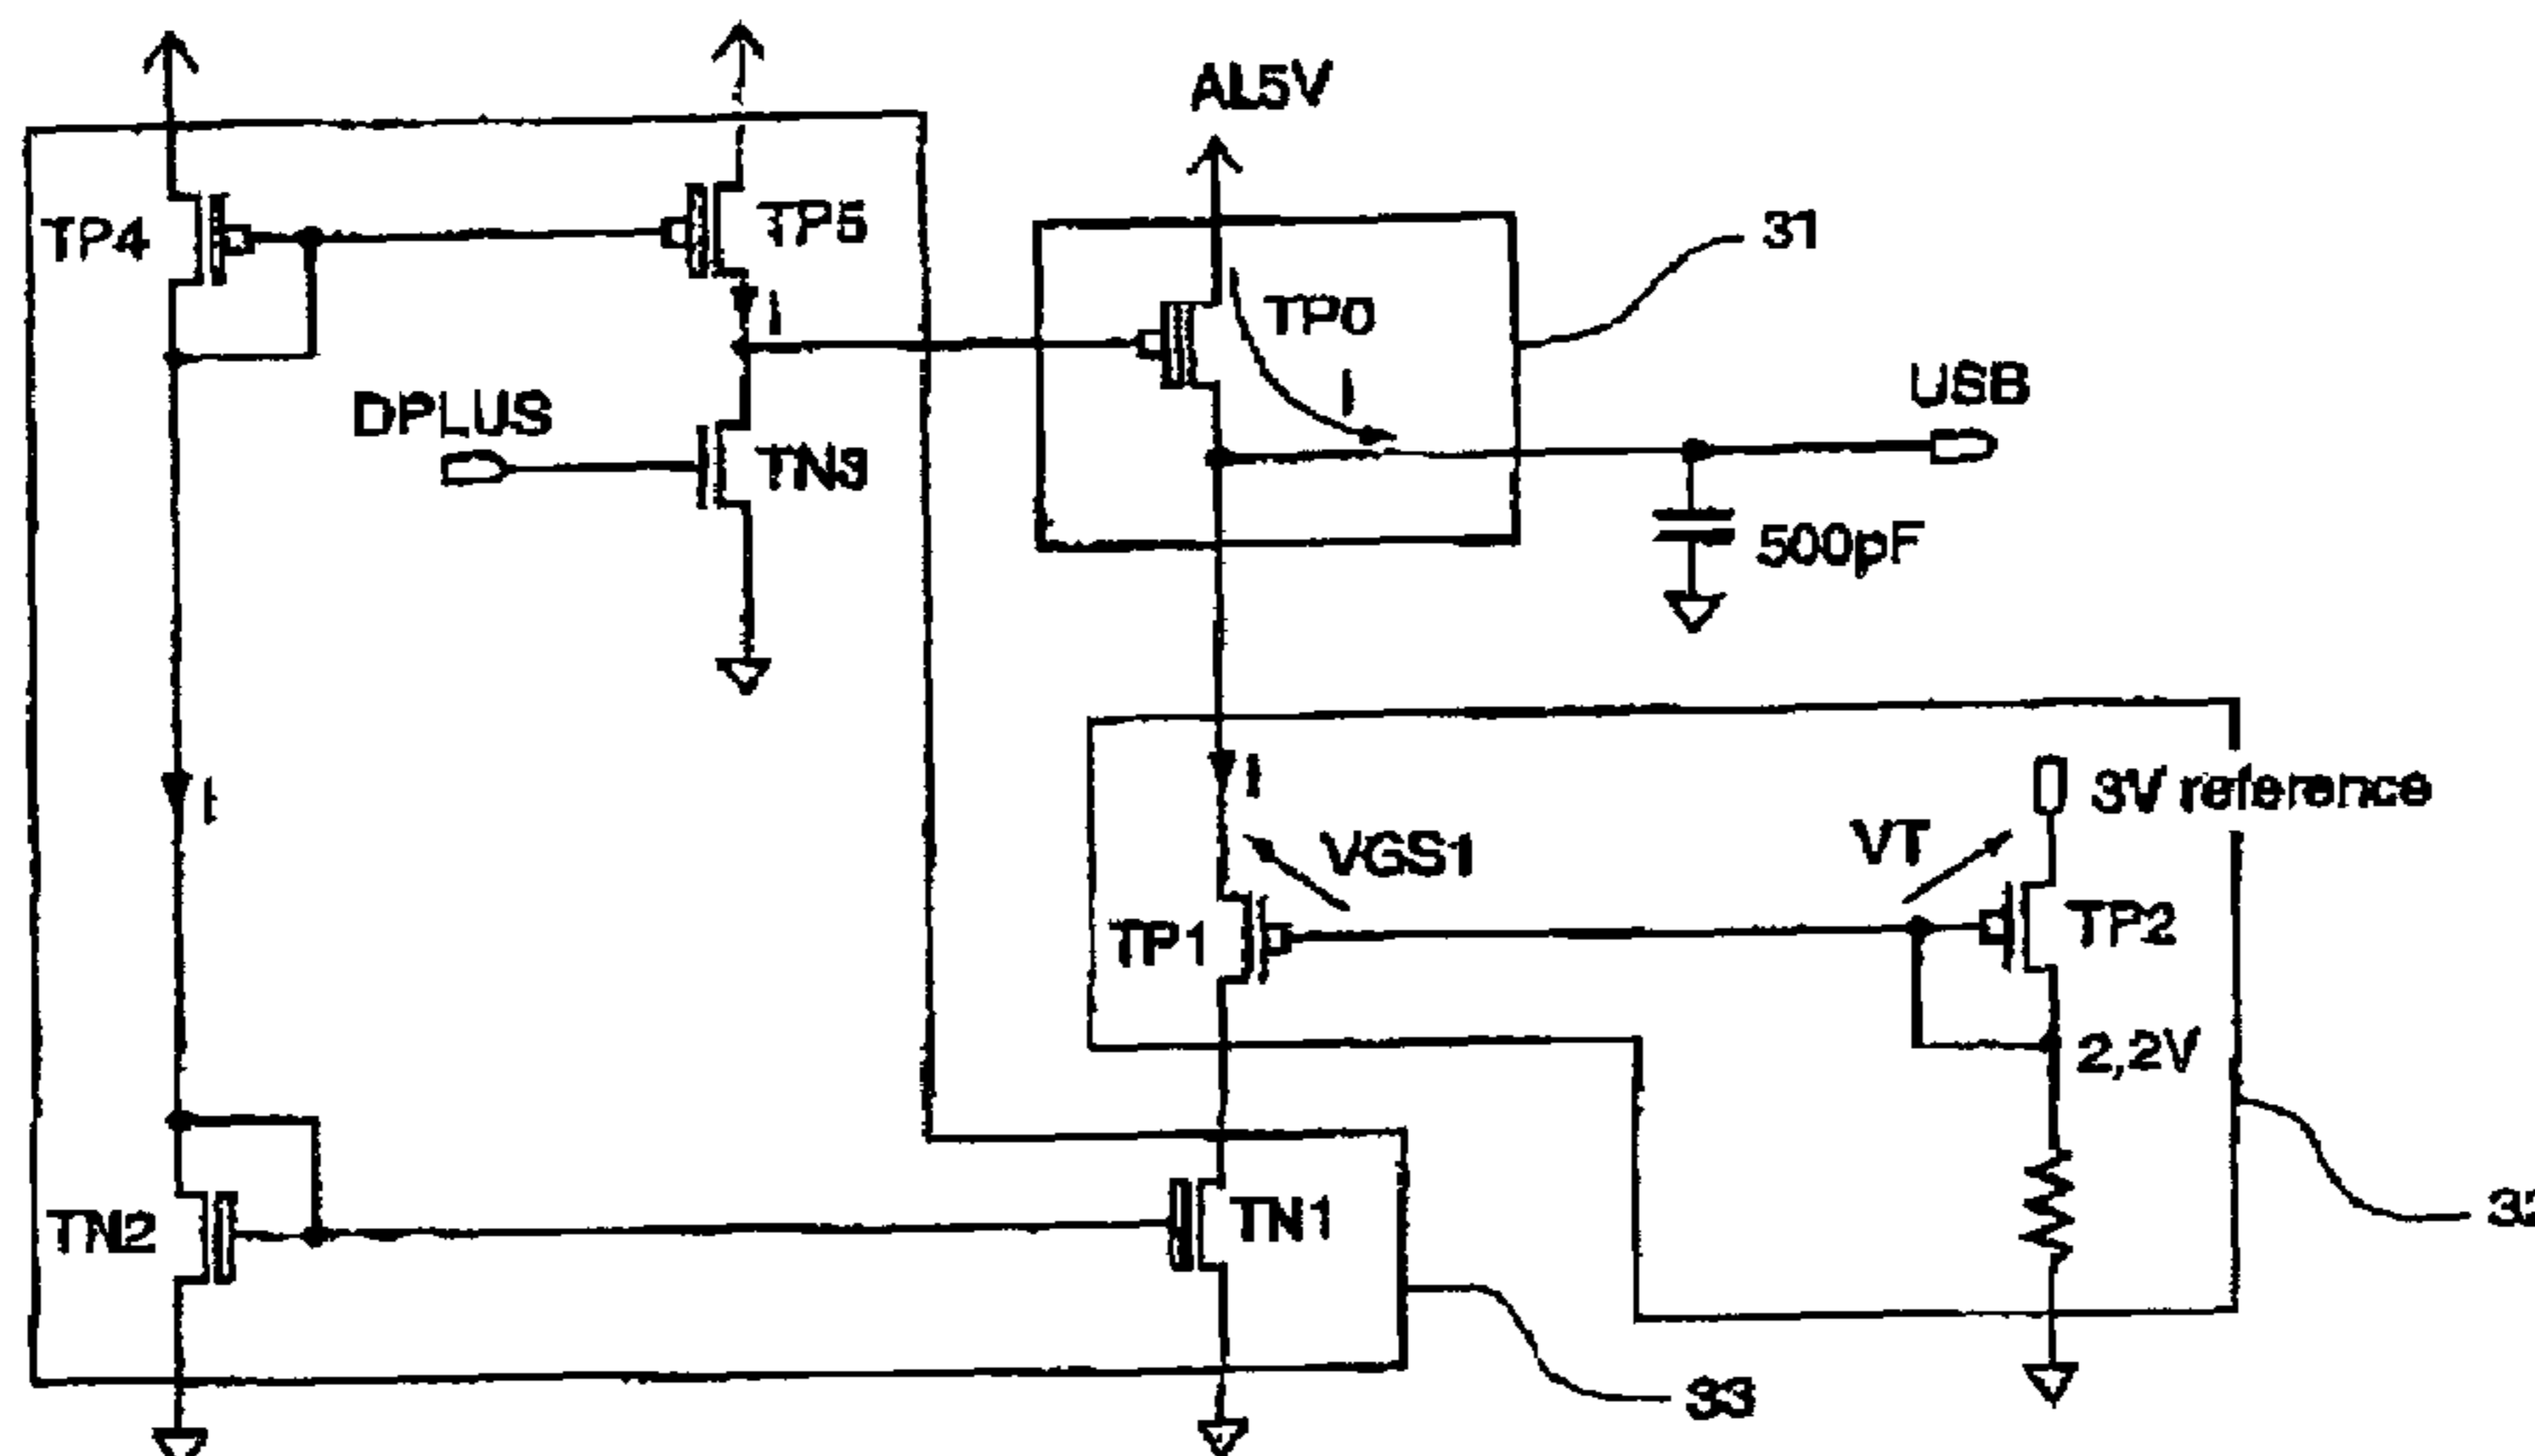 AL5V
TP4
TP5
I
TP0
I
31
USB
DPLUS
TN3
500pF
I
I
3V reference
VGS1
VT
TP1
TP2
2,2V
TN2
TN1
32
33